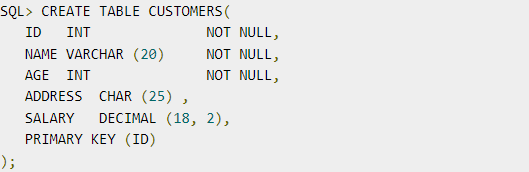 SQL> CREATE TABLE CUSTOMERS(
ID INT NOT NULL,
NAME VARCHAR (20) NOT NULL,
AGE INT NOT NULL,
ADDRESS CHAR (25) ,
SALARY DECIMAL (18, 2),
PRIMARY KEY (ID)
);